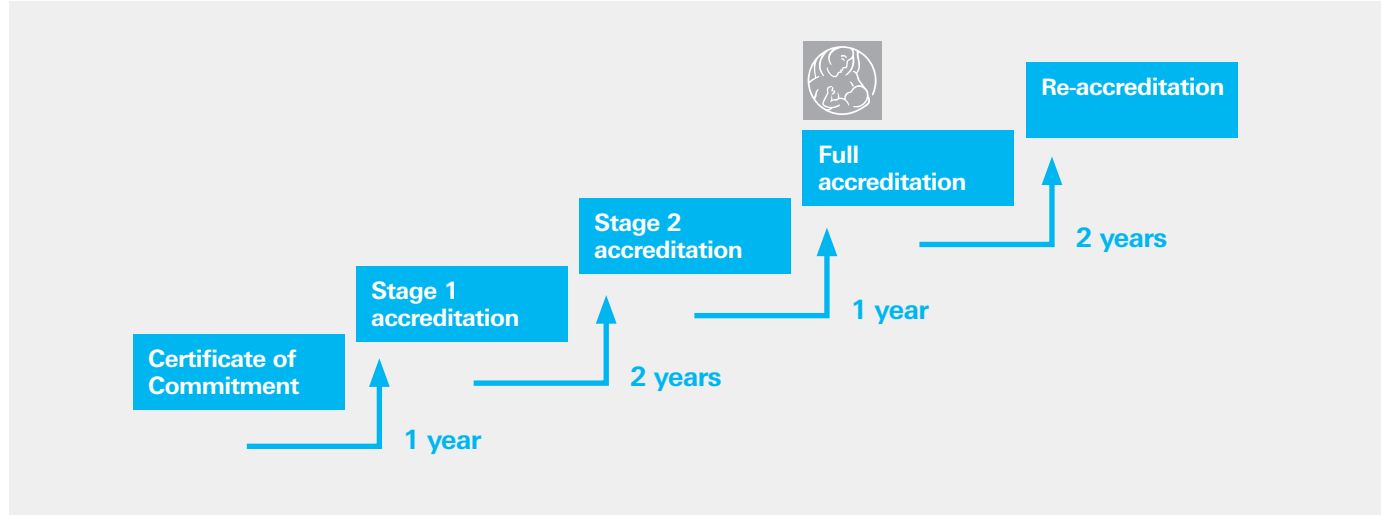 Certificate of
Commitment
1 year
Stage 1
accreditation
2 years
Stage 2
accreditation
1 year
Full
accreditation
2 years
Re-accreditation